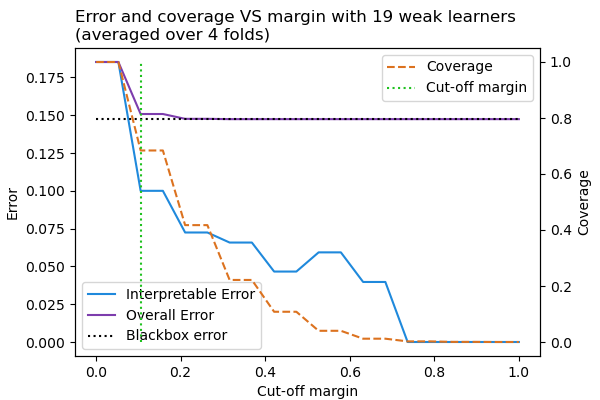 Error and coverage VS margin with 19 weak learners
(averaged over 4 folds)
Coverage
Cut-off margin
0.175
0.150
0.125
0.100
0.075
0.050
0.025
0.000
Error
1.0
0.8
0.6
0.4
0.2
0.0
Coverage
Interpretable Error
Overall Error
Blackbox error
0.0
0.2
0.4
0.6
0.8
1.0
Cut-off margin